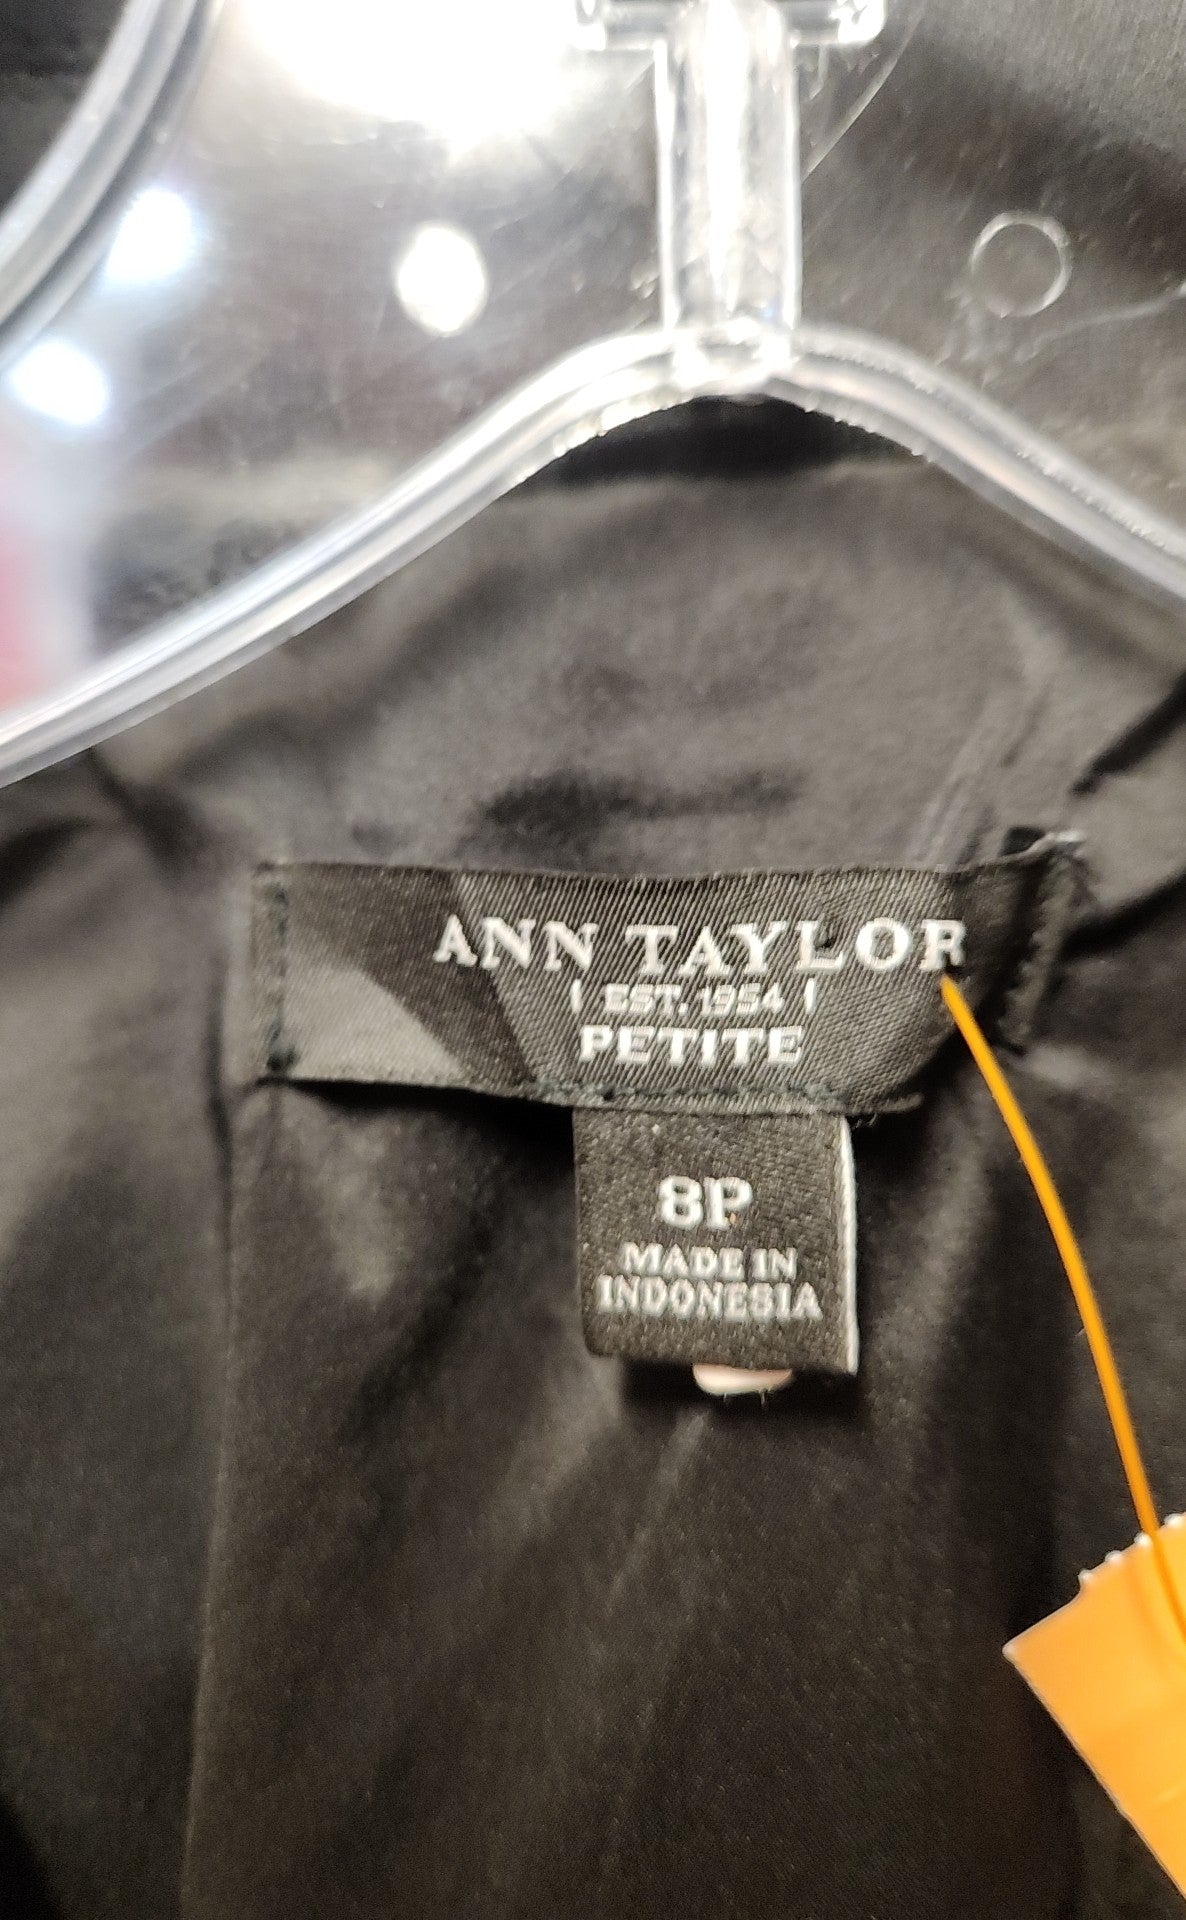 ANN TAYLOR
EST. 1954
PETITE
8P
MADE IN
INDONESIA